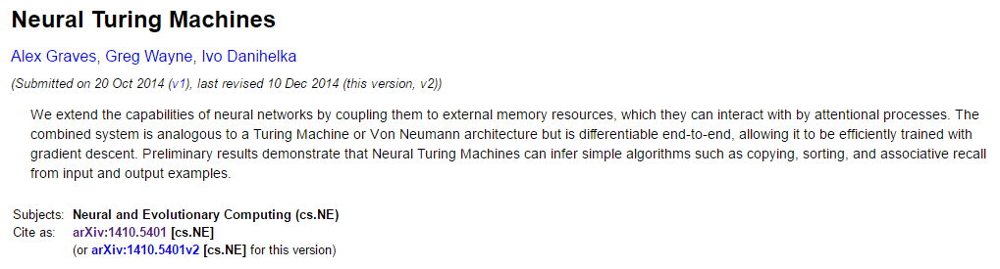 Neural Turing Machines
Alex Graves, Greg Wayne, Ivo Danihelka
(Submitted on 20 Oct 2014 (v1), last revised 10 Dec 2014 (this version, v2))
We extend the capabilities of neural networks by coupling them to external memory resources, which they can interact with by attentional processes. The
combined system is analogous to a Turing Machine or Von Neumann architecture but is differentiable end-to-end, allowing it to be efficiently trained with
gradient descent. Preliminary results demonstrate that Neural Turing Machines can infer simple algorithms such as copying, sorting, and associative recall
from input and output examples.
Subjects: Neural and Evolutionary Computing (cs.NE)
Cite as: arXiv:1410.5401 [cs.NE]
(or arXiv:1410.5401v2 [cs.NE] for this version)